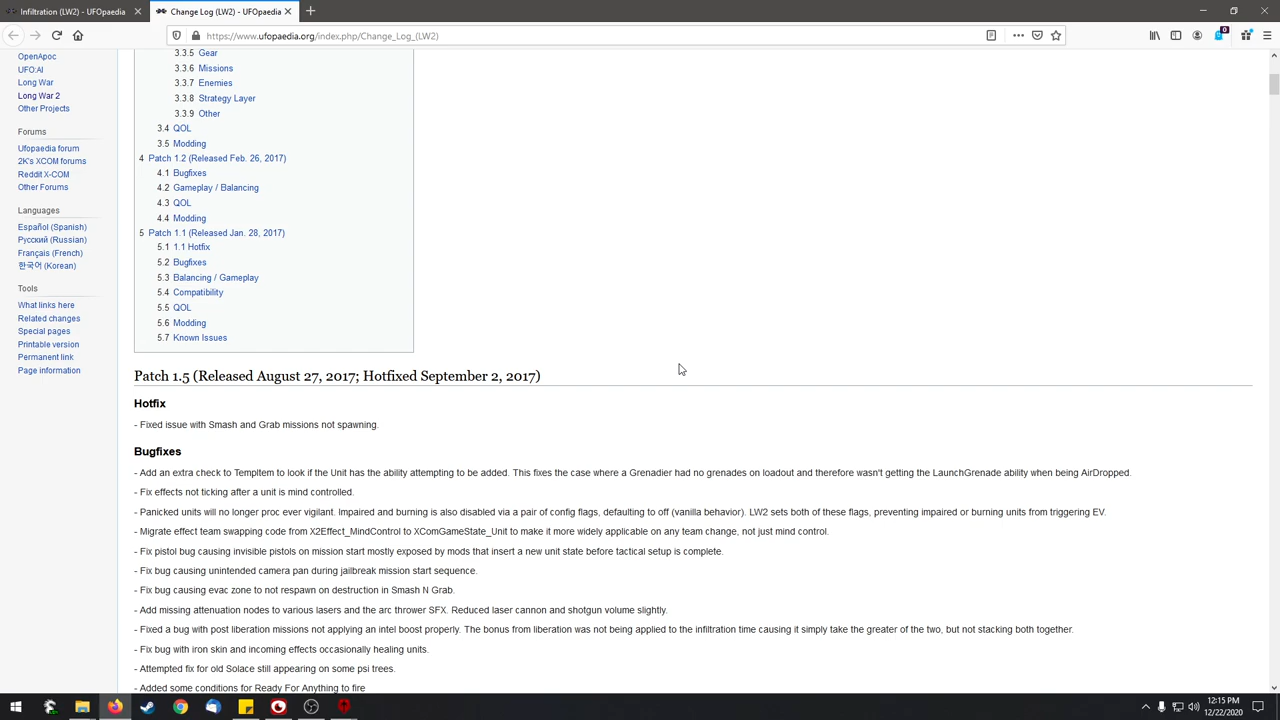 Infiltration (LW2) - UFOpaedia
Change Log (LW2) - UFOpaedia
https://www.ufopaedia.org/index.php/Change_Log_(LW2)
0
OpenApoc
UFO:AI
Long War
Long War 2
Other Projects
Forums
Ufopaedia forum
2K's XCOM forums
Reddit X-COM
Other Forums
Languages
Español (Spanish)
Русский (Russian)
Français (French)
한국어 (Korean)
Tools
What links here
Related changes
Special pages
Printable version
Permanent link
Page information
3.3.5 Gear
3.3.6 Missions
3.3.7 Enemies
3.3.8 Strategy Layer
3.3.9 Other
3.4 QOL
3.5 Modding
4 Patch 1.2 (Released Feb. 26, 2017)
4.1 Bugfixes
4.2 Gameplay / Balancing
4.3 QOL
4.4 Modding
5 Patch 1.1 (Released Jan. 28, 2017)
5.1 1.1 Hotfix
5.2 Bugfixes
5.3 Balancing / Gameplay
5.4 Compatibility
5.5 QOL
5.6 Modding
5.7 Known Issues
Patch 1.5 (Released August 27, 2017; Hotfixed September 2, 2017)
Hotfix
- Fixed issue with Smash and Grab missions not spawning.
Bugfixes
- Add an extra check to TempItem to look if the Unit has the ability attempting to be added. This fixes the case where a Grenadier had no grenades on loadout and therefore wasn't getting the LaunchGrenade ability when being AirDropped.
- Fix effects not ticking after a unit is mind controlled.
- Panicked units will no longer proc ever vigilant. Impaired and burning is also disabled via a pair of config flags, defaulting to off (vanilla behavior). LW2 sets both of these flags, preventing impaired or burning units from triggering EV.
- Migrate effect team swapping code from X2Effect_MindControl to XComGameState_Unit to make it more widely applicable on any team change, not just mind control.
- Fix pistol bug causing invisible pistols on mission start mostly exposed by mods that insert a new unit state before tactical setup is complete.
- Fix bug causing unintended camera pan during jailbreak mission start sequence.
- Fix bug causing evac zone to not respawn on destruction in Smash N Grab.
- Add missing attenuation nodes to various lasers and the arc thrower SFX. Reduced laser cannon and shotgun volume slightly.
- Fixed a bug with post liberation missions not applying an intel boost properly. The bonus from liberation was not being applied to the infiltration time causing it simply take the greater of the two, but not stacking both together.
- Fix bug with iron skin and incoming effects occasionally healing units.
- Attempted fix for old Solace still appearing on some psi trees.
- Added some conditions for Ready For Anything to fire
12:15 PM
12/22/2020